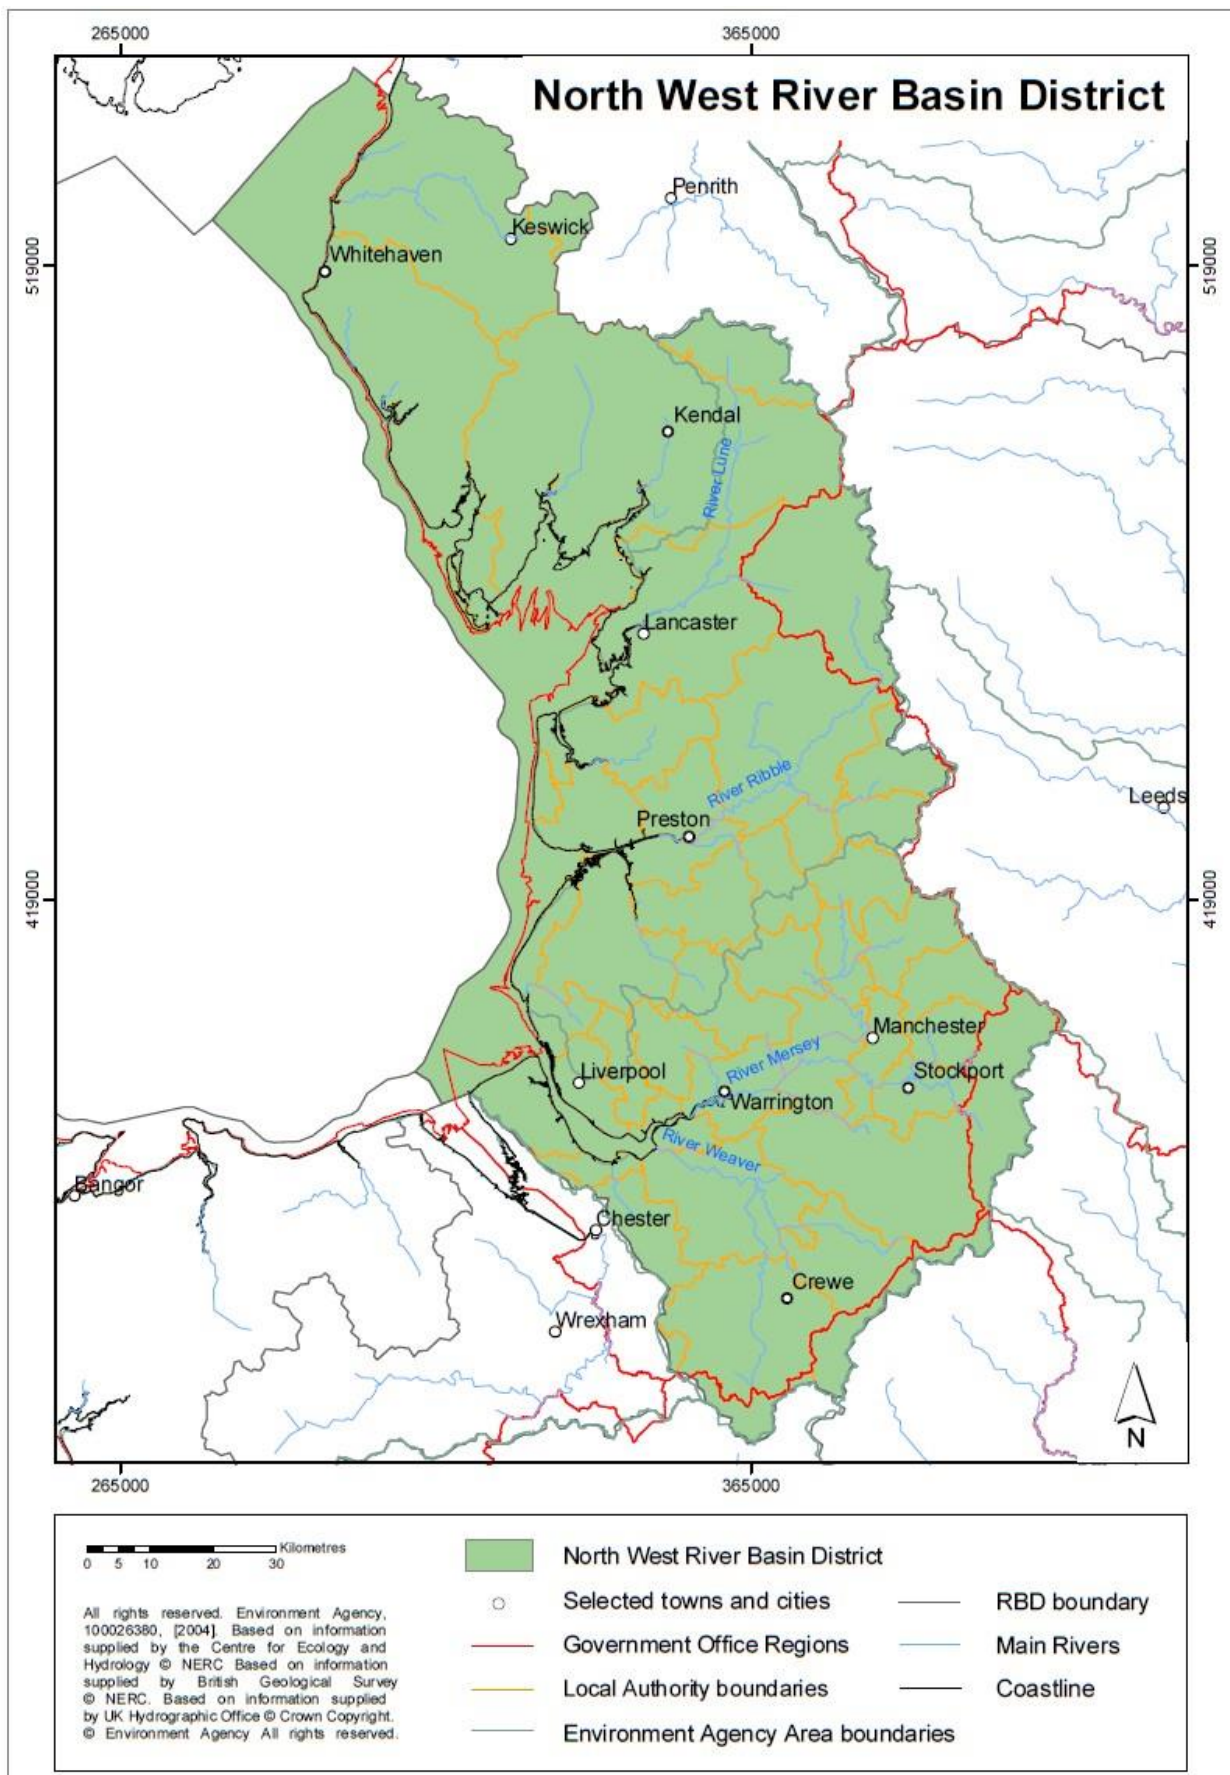 265000
365000
North West River Basin District
Penrith
Keswick
Whitehaven
519000
519000
Kendal
River Lune
Lancaster
River Ribble
Leeds
Preston
419000
419000
Manchester
River Mersey
Liverpool
Stockport
Warrington
River Weaver
Bangor
Chester
Crewe
Wrexham
N
265000
365000
Kilometres
0 5 10 20 30
All rights reserved. Environment Agency,
100026380, [2004]. Based on information
supplied by the Centre for Ecology and
Hydrology © NERC Based on information
supplied by British Geological Survey
© NERC. Based on information supplied
by UK Hydrographic Office © Crown Copyright.
© Environment Agency All rights reserved.
North West River Basin District
Selected towns and cities
Government Office Regions
Local Authority boundaries
Environment Agency Area boundaries
RBD boundary
Main Rivers
Coastline